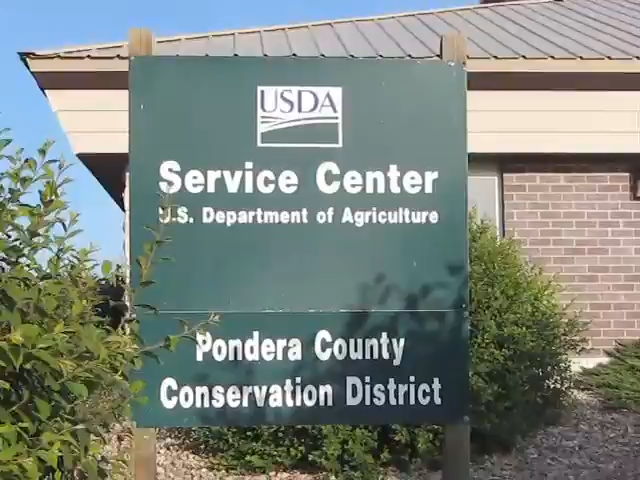 USDA
Service Center
U.S. Department of Agriculture
Pondera County
Conservation District